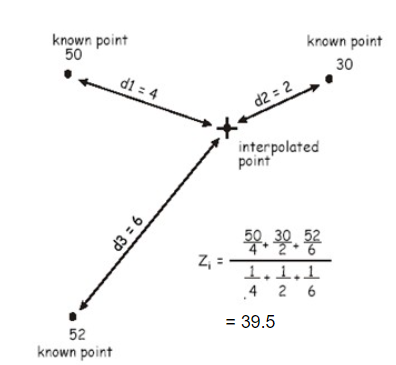 known point
50
known point
30
d1 = 4
d2 = 2
interpolated
point
d3 = 6
Zi = 50/4 + 30/2 + 52/6
1/4 + 1/2 + 1/6
= 39.5
52
known point